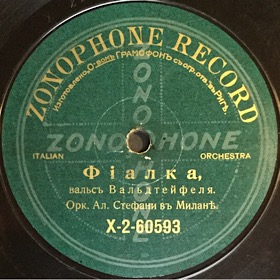 ZONOPHONE RECORD
Изготовлено О-вомъ ГРАМОФОНЪ съ огр. отв. въ Ригѣ.
ZONOPHONE
ITALIAN ORCHESTRA
Фіалка,
вальсъ Вальдтейфеля.
Орк. Ал. Стефани въ Миланѣ.
X-2-60593